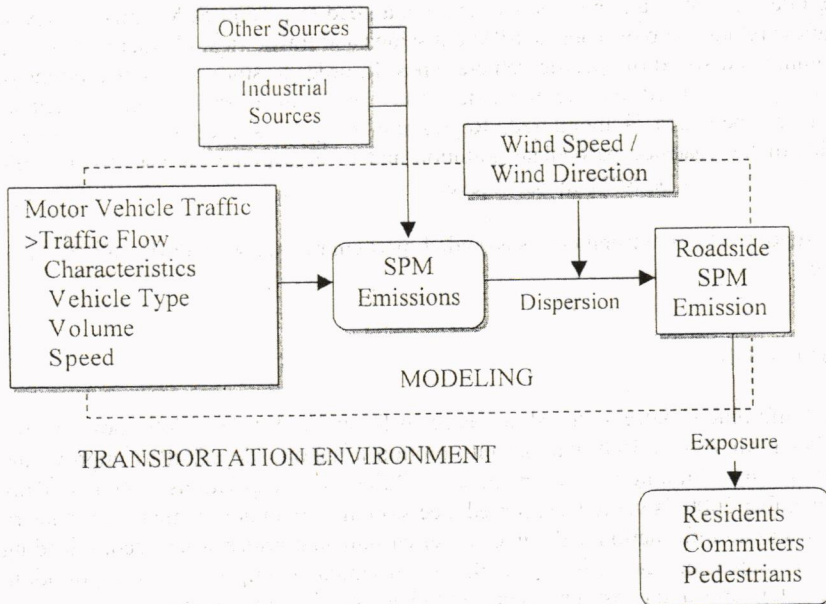 Other Sources
Industrial
Sources
Wind Speed /
Wind Direction
Motor Vehicle Traffic
>Traffic Flow
Characteristics
Vehicle Type
Volume
Speed
SPM
Emissions
Dispersion
Roadside
SPM
Emission
MODELING
TRANSPORTATION ENVIRONMENT
Exposure
Residents
Commuters
Pedestrians